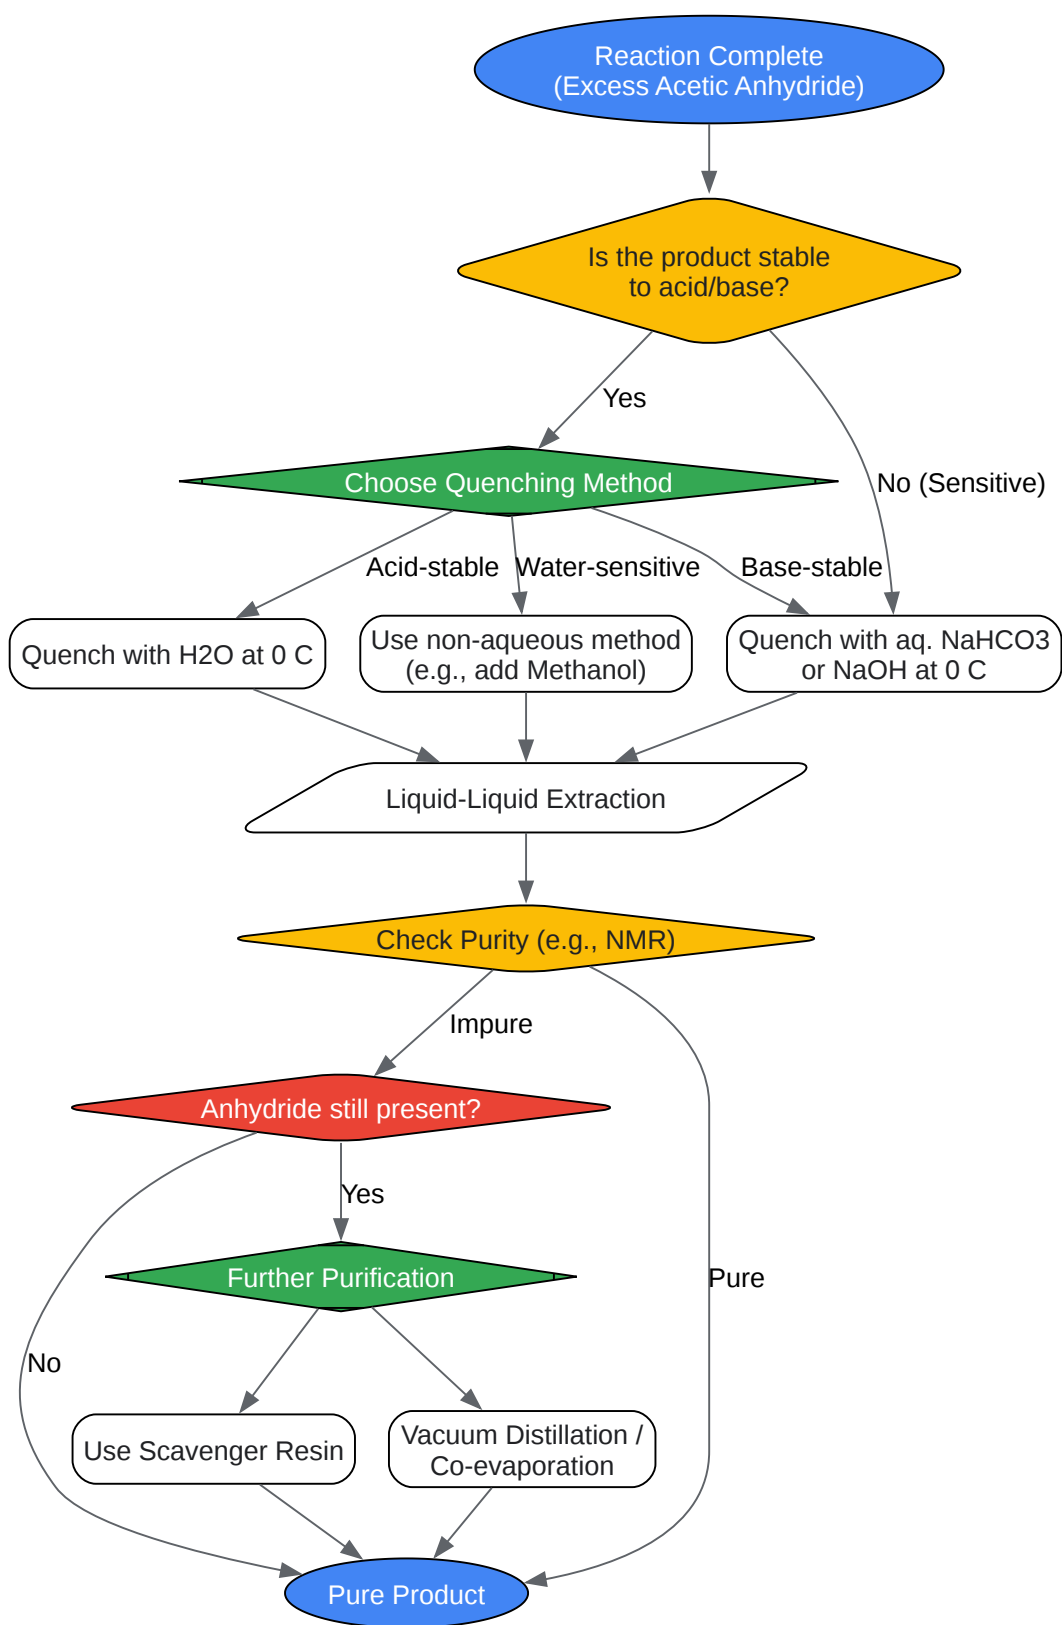 Reaction Complete
(Excess Acetic Anhydride)
Is the product stable
to acid/base?
Yes
No (Sensitive)
Choose Quenching Method
Acid-stable
Water-sensitive
Base-stable
Quench with H2O at 0 C
Use non-aqueous method
(e.g., add Methanol)
Quench with aq. NaHCO3
or NaOH at 0 C
Liquid-Liquid Extraction
Check Purity (e.g., NMR)
Impure
Anhydride still present?
Yes
Further Purification
Pure
No
Use Scavenger Resin
Vacuum Distillation /
Co-evaporation
Pure Product